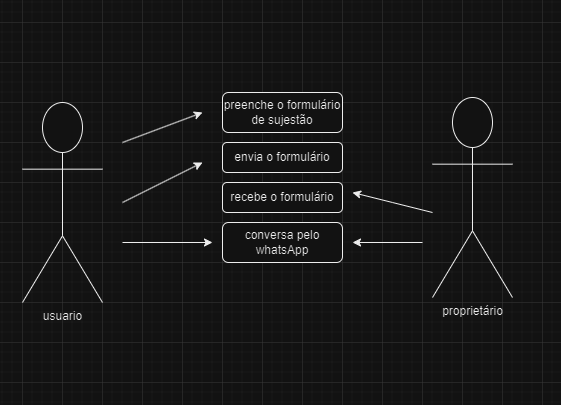 preenche o formulário
de sujestão
envia o formulário
recebe o formulário
conversa pelo
whatsApp
usuario
proprietário